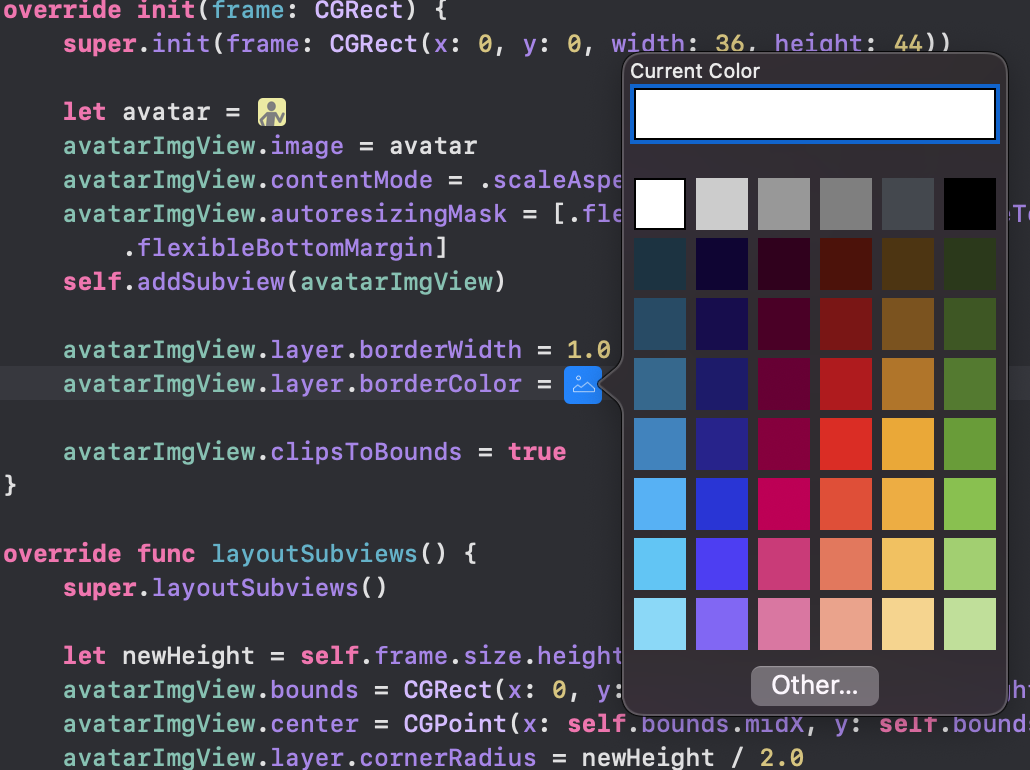 override init(frame: CGRect) {
super.init(frame: CGRect(x: 0, y: 0, width: 36, height: 44))
Current Color
let avatar =
avatarImgView.image = avatar
avatarImgView.contentMode = .scaleAspe
avatarImgView.autoresizingMask = [.fle eTo
.flexibleBottomMargin]
self.addSubview(avatarImgView)
avatarImgView.layer.borderWidth = 1.0
avatarImgView.layer.borderColor =
avatarImgView.clipsToBounds = true
}
override func layoutSubviews() {
super.layoutSubviews()
let newHeight = self.frame.size.height
Other...
avatarImgView.bounds = CGRect(x: 0, y: ght
avatarImgView.center = CGPoint(x: self.bounds.midX, y: self.bound
avatarImgView.layer.cornerRadius = newHeight / 2.0